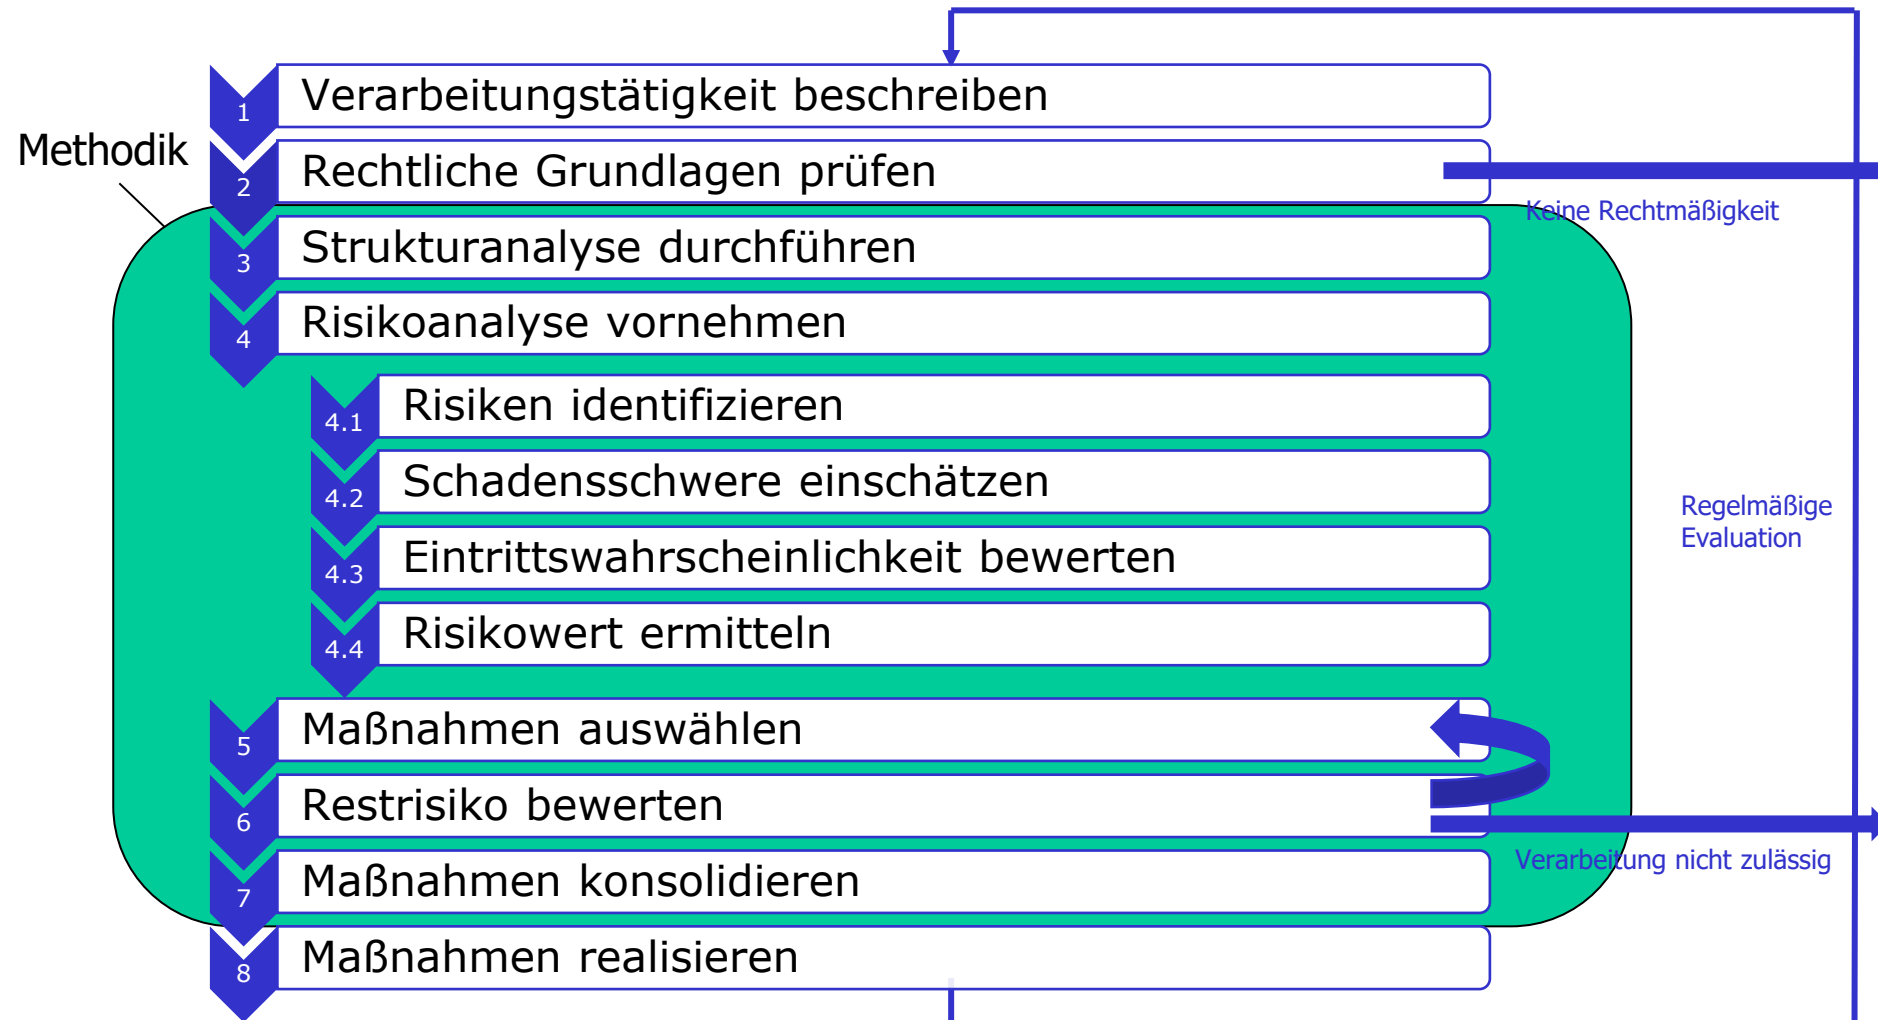 1 Verarbeitungstätigkeit beschreiben
Methodik
2 Rechtliche Grundlagen prüfen
Keine Rechtmäßigkeit
3 Strukturanalyse durchführen
4 Risikoanalyse vornehmen
4.1 Risiken identifizieren
4.2 Schadensschwere einschätzen
Regelmäßige
Evaluation
4.3 Eintrittswahrscheinlichkeit bewerten
4.4 Risikowert ermitteln
5 Maßnahmen auswählen
6 Restrisiko bewerten
Verarbeitung nicht zulässig
7 Maßnahmen konsolidieren
8 Maßnahmen realisieren